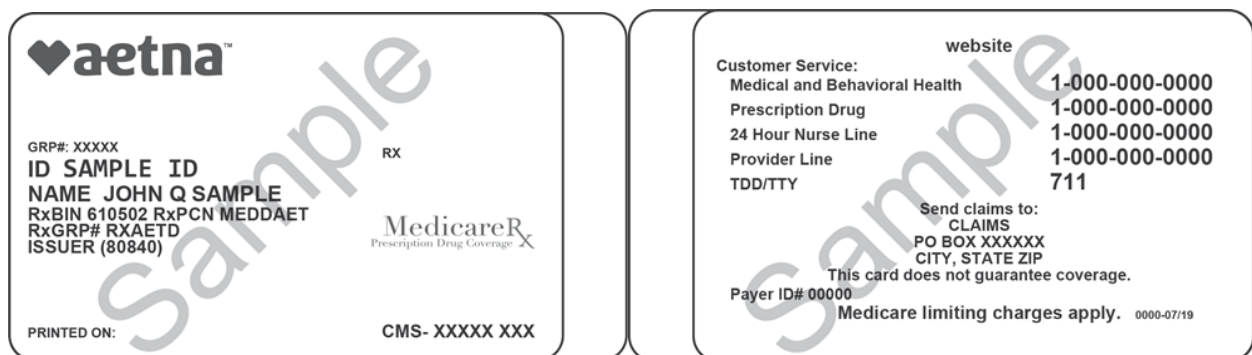 aetna™
GRP#: XXXXX
ID SAMPLE ID
NAME JOHN Q SAMPLE
RxBIN 610502 RxPCN MEDDAET
RxGRP# RXAETD
ISSUER (80840)
RX
MedicareRx
Prescription Drug Coverage
PRINTED ON:
CMS- XXXXX XXX
Sample
website
Customer Service:
Medical and Behavioral Health 1-000-000-0000
Prescription Drug 1-000-000-0000
24 Hour Nurse Line 1-000-000-0000
Provider Line 1-000-000-0000
TDD/TTY 711
Send claims to:
CLAIMS
PO BOX XXXXXX
CITY, STATE ZIP
This card does not guarantee coverage.
Payer ID# 00000
Medicare limiting charges apply. 0000-07/19
Sample